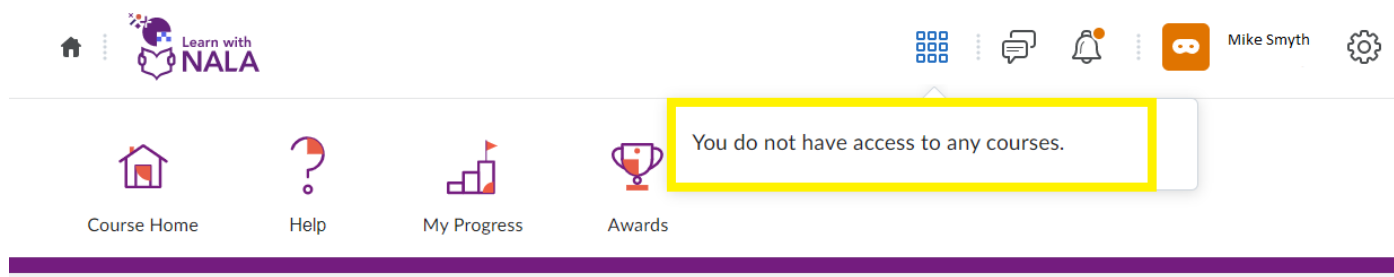 Learn with
NALA
Mike Smyth
You do not have access to any courses.
Course Home
Help
My Progress
Awards